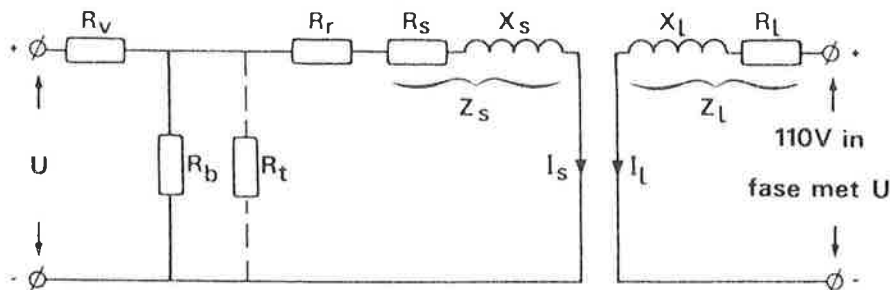 Rv
Rr
Rs
Xs
Xl
Rl
+
+
Zs
Zl
U
Rb
Rt
Is
Il
110V in
fase met U
-
-